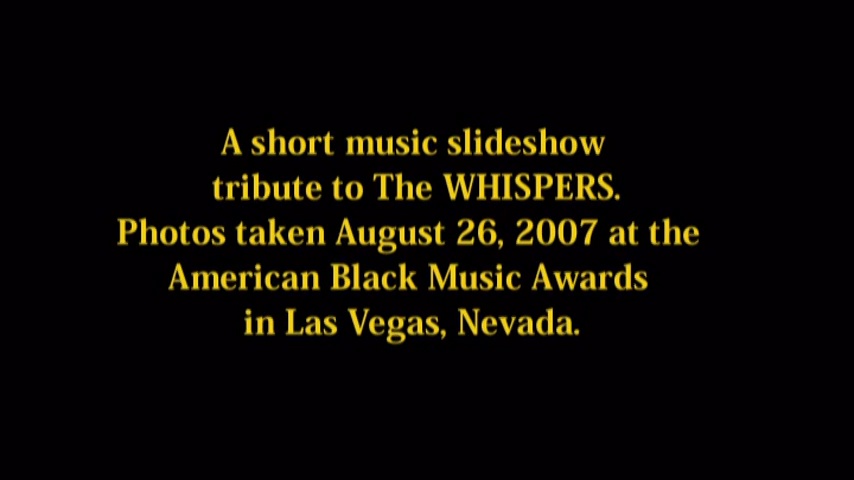 A short music slideshow
tribute to The WHISPERS.
Photos taken August 26, 2007 at the
American Black Music Awards
in Las Vegas, Nevada.